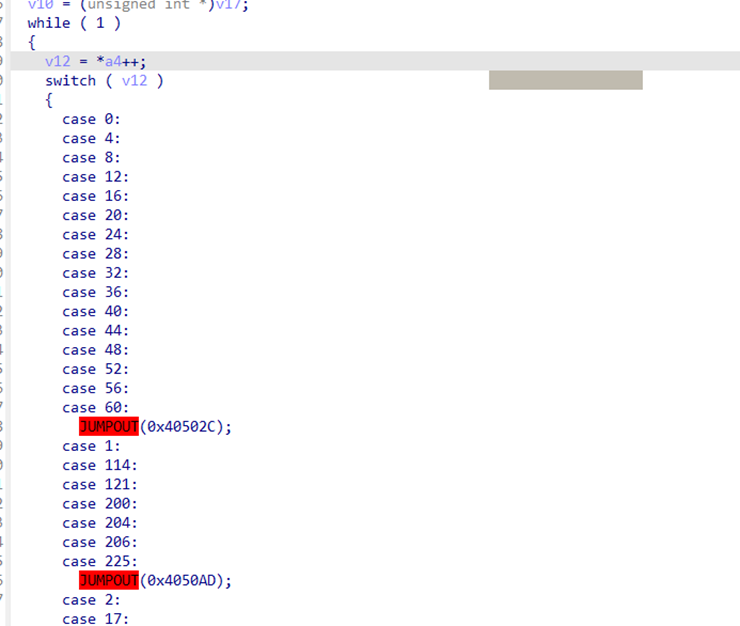 v10 = (unsigned int *)v17;
while ( 1 )
{
v12 = *a4++;
switch ( v12 )
{
case 0:
case 4:
case 8:
case 12:
case 16:
case 20:
case 24:
case 28:
case 32:
case 36:
case 40:
case 44:
case 48:
case 52:
case 56:
case 60:
JUMPOUT(0x40502C);
case 1:
case 114:
case 121:
case 200:
case 204:
case 206:
case 225:
JUMPOUT(0x4050AD);
case 2:
case 17: